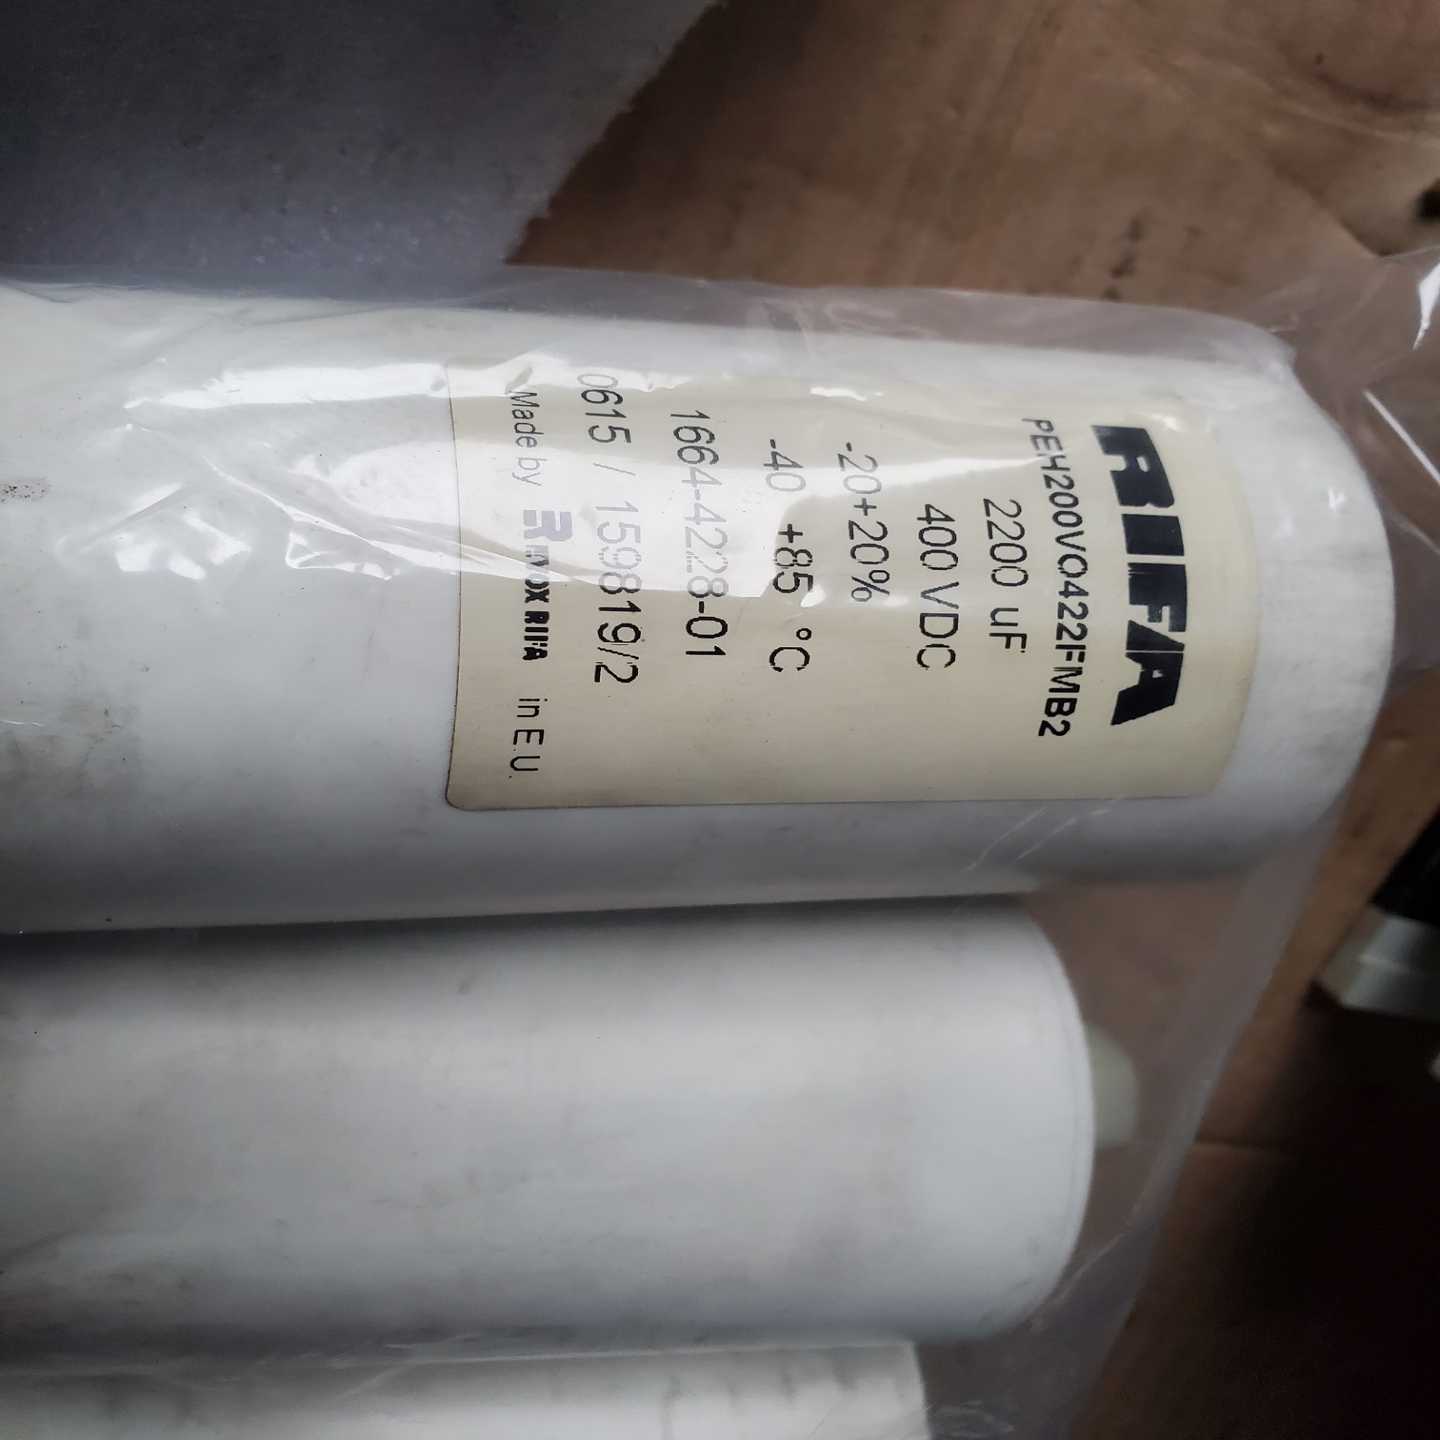 RIFA
PEH200VO422FMB2
2200 uF
400 VDC
-20+20%
-40 +85 °C
1664-4228-01
0615 / 159819/2
Made by EVOX RIFA in E.U.